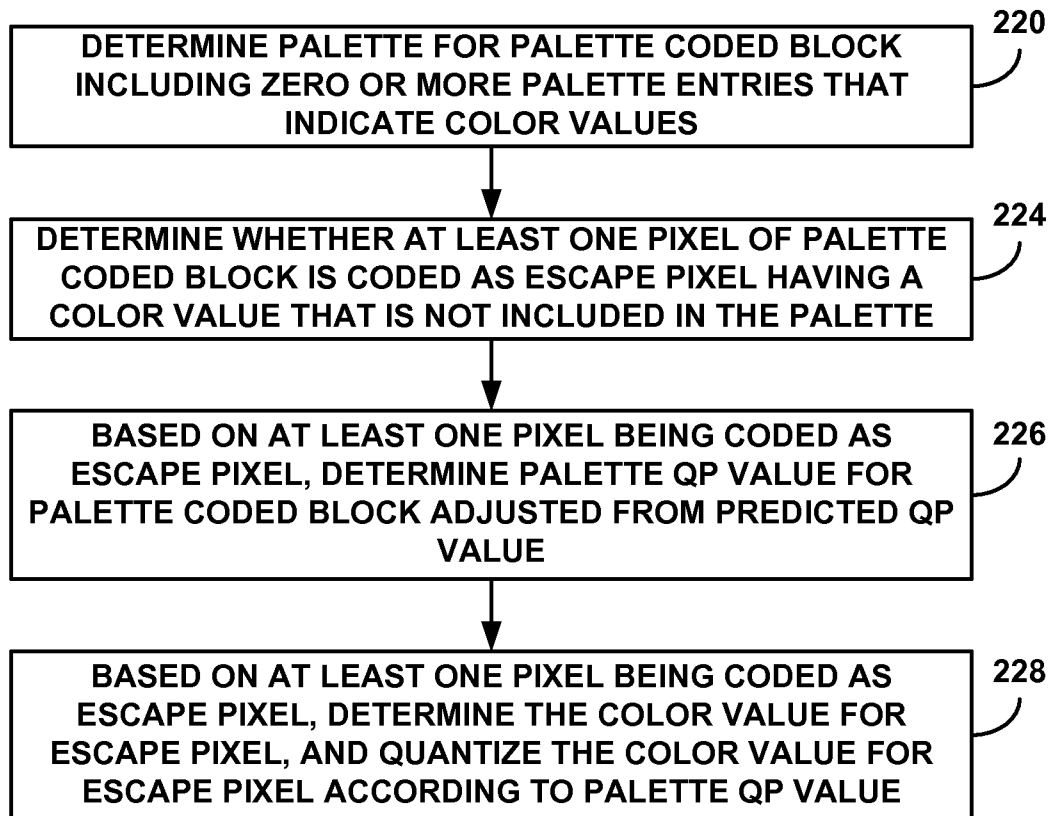 220
DETERMINE PALETTE FOR PALETTE CODED BLOCK
INCLUDING ZERO OR MORE PALETTE ENTRIES THAT
INDICATE COLOR VALUES
224
DETERMINE WHETHER AT LEAST ONE PIXEL OF PALETTE
CODED BLOCK IS CODED AS ESCAPE PIXEL HAVING A
COLOR VALUE THAT IS NOT INCLUDED IN THE PALETTE
226
BASED ON AT LEAST ONE PIXEL BEING CODED AS
ESCAPE PIXEL, DETERMINE PALETTE QP VALUE FOR
PALETTE CODED BLOCK ADJUSTED FROM PREDICTED QP
VALUE
228
BASED ON AT LEAST ONE PIXEL BEING CODED AS
ESCAPE PIXEL, DETERMINE THE COLOR VALUE FOR
ESCAPE PIXEL, AND QUANTIZE THE COLOR VALUE FOR
ESCAPE PIXEL ACCORDING TO PALETTE QP VALUE